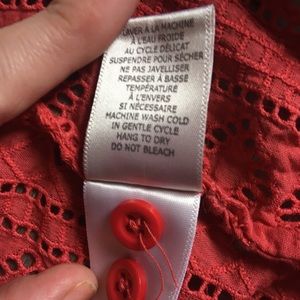 LAVER À LA MACHINE
À L'EAU FROIDE
AU CYCLE DÉLICAT
SUSPENDRE POUR SÉCHER
NE PAS JAVELLISER
REPASSER À BASSE
TEMPÉRATURE
À L'ENVERS
SI NÉCESSAIRE
MACHINE WASH COLD
IN GENTLE CYCLE
HANG TO DRY
DO NOT BLEACH